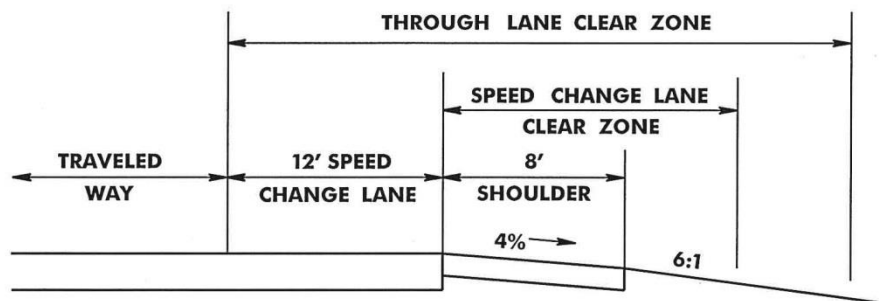 THROUGH LANE CLEAR ZONE
SPEED CHANGE LANE
CLEAR ZONE
TRAVELED
WAY
12' SPEED
CHANGE LANE
8'
SHOULDER
4%
6:1